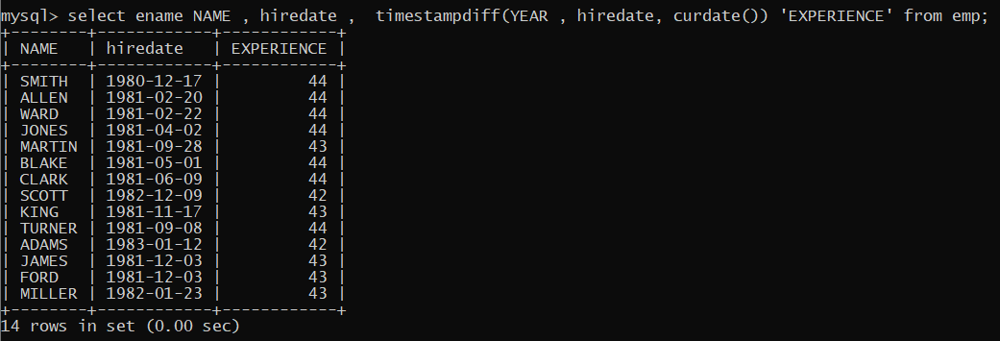 mysql> select ename NAME , hiredate ,  timestampdiff(YEAR , hiredate, curdate()) 'EXPERIENCE' from emp;
+--------+------------+------------+
| NAME   | hiredate   | EXPERIENCE |
+--------+------------+------------+
| SMITH  | 1980-12-17 |         44 |
| ALLEN  | 1981-02-20 |         44 |
| WARD   | 1981-02-22 |         44 |
| JONES  | 1981-04-02 |         44 |
| MARTIN | 1981-09-28 |         43 |
| BLAKE  | 1981-05-01 |         44 |
| CLARK  | 1981-06-09 |         44 |
| SCOTT  | 1982-12-09 |         42 |
| KING   | 1981-11-17 |         43 |
| TURNER | 1981-09-08 |         44 |
| ADAMS  | 1983-01-12 |         42 |
| JAMES  | 1981-12-03 |         43 |
| FORD   | 1981-12-03 |         43 |
| MILLER | 1982-01-23 |         43 |
+--------+------------+------------+
14 rows in set (0.00 sec)